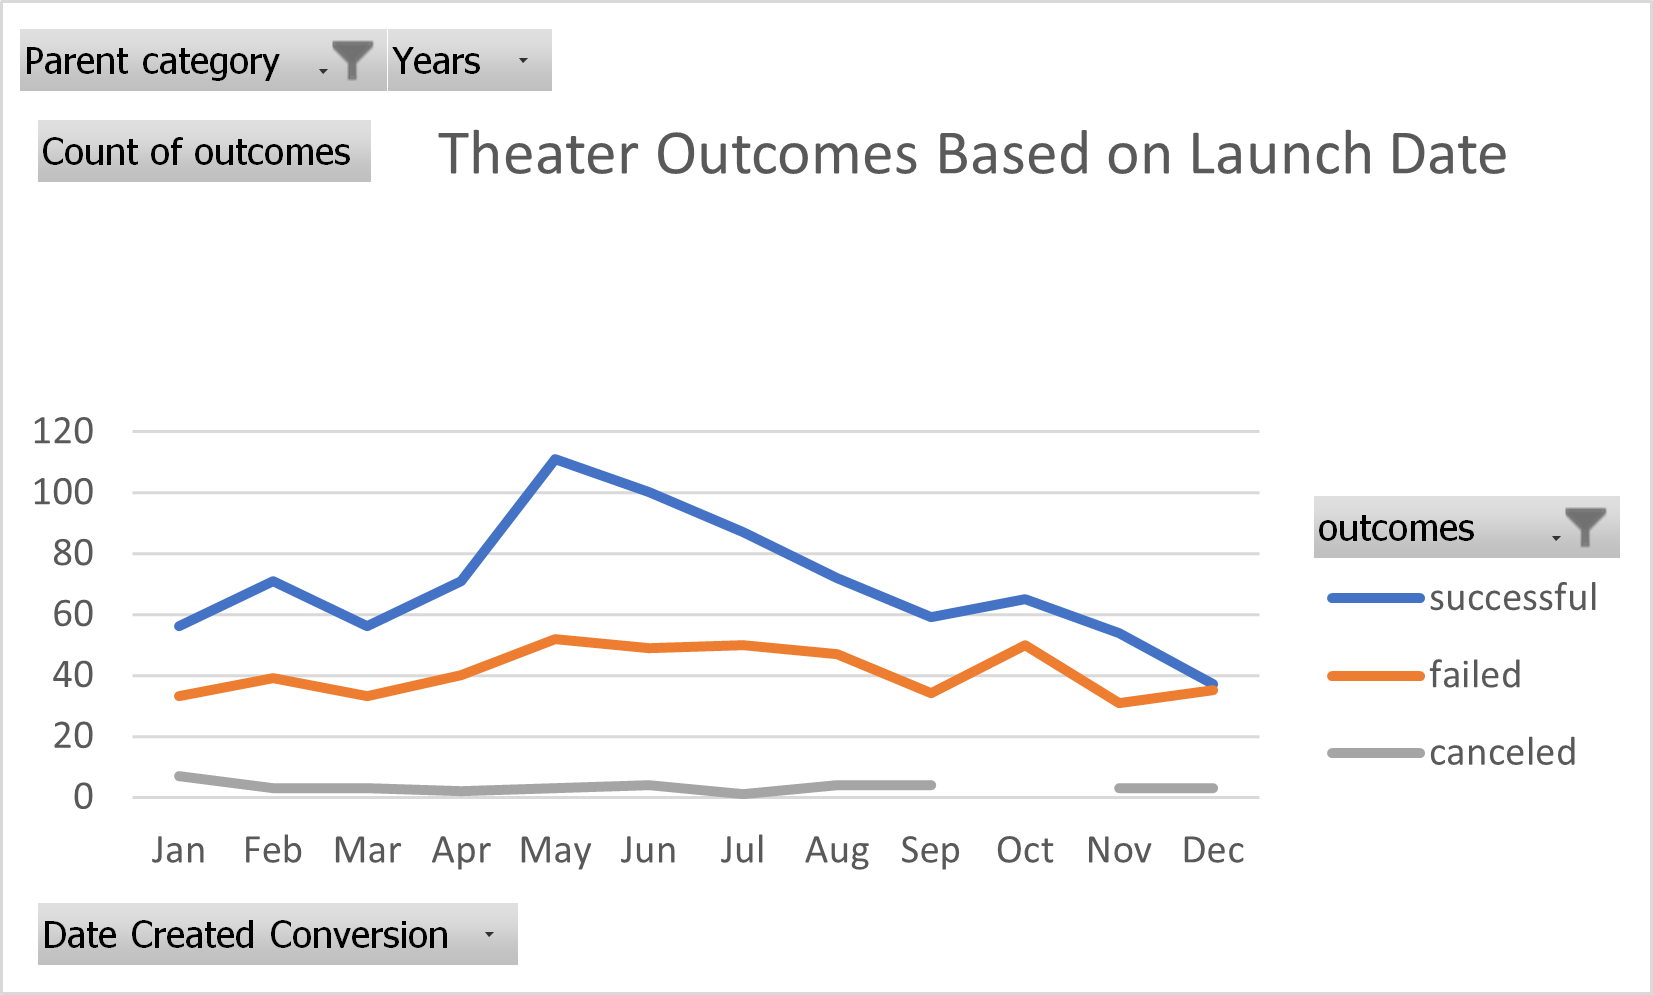 Parent category Years
Count of outcomes
Theater Outcomes Based on Launch Date
120
100
80
60
40
20
0
Jan Feb Mar Apr May Jun Jul Aug Sep Oct Nov Dec
outcomes
successful
failed
canceled
Date Created Conversion